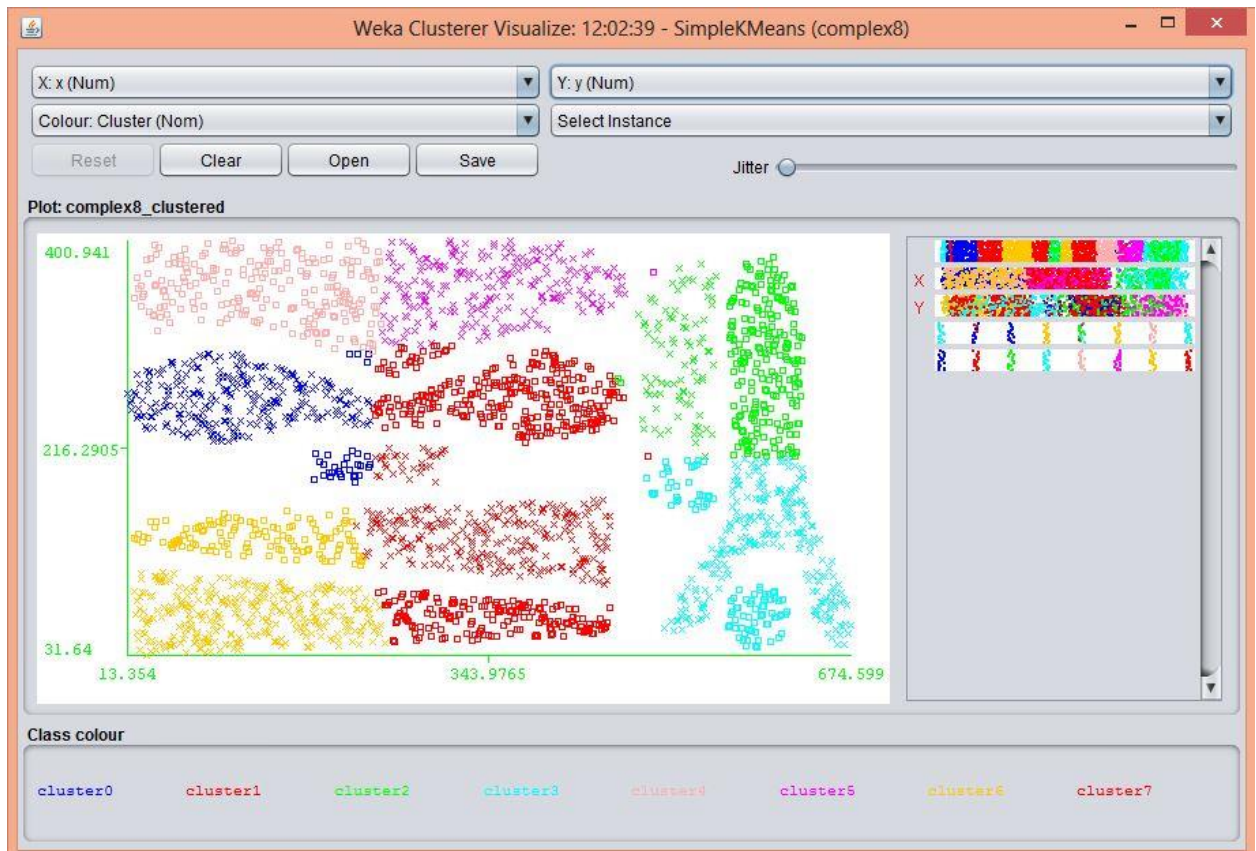 Weka Clusterer Visualize: 12:02:39 - SimpleKMeans (complex8)
X: x (Num) Y: y (Num)
Colour: Cluster (Nom) Select Instance
Reset Clear Open Save Jitter
Plot: complex8_clustered
400.941
X
Y
216.2905
31.64
13.354 343.9765 674.599
Class colour
cluster0 cluster1 cluster2 cluster3 cluster4 cluster5 cluster6 cluster7